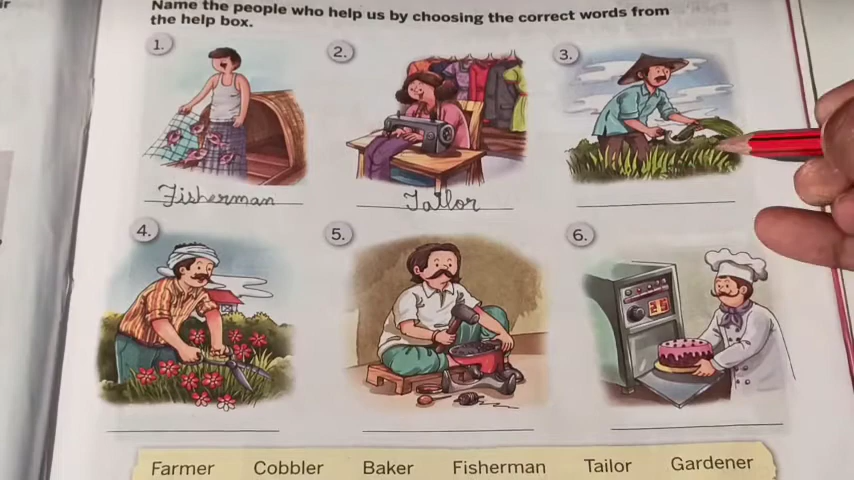 ir
Name the people who help us by choosing the correct words from
the help box.
1. 2. 3.
Fisherman Tailor
4. 5. 6.
Farmer Cobbler Baker Fisherman Tailor Gardener